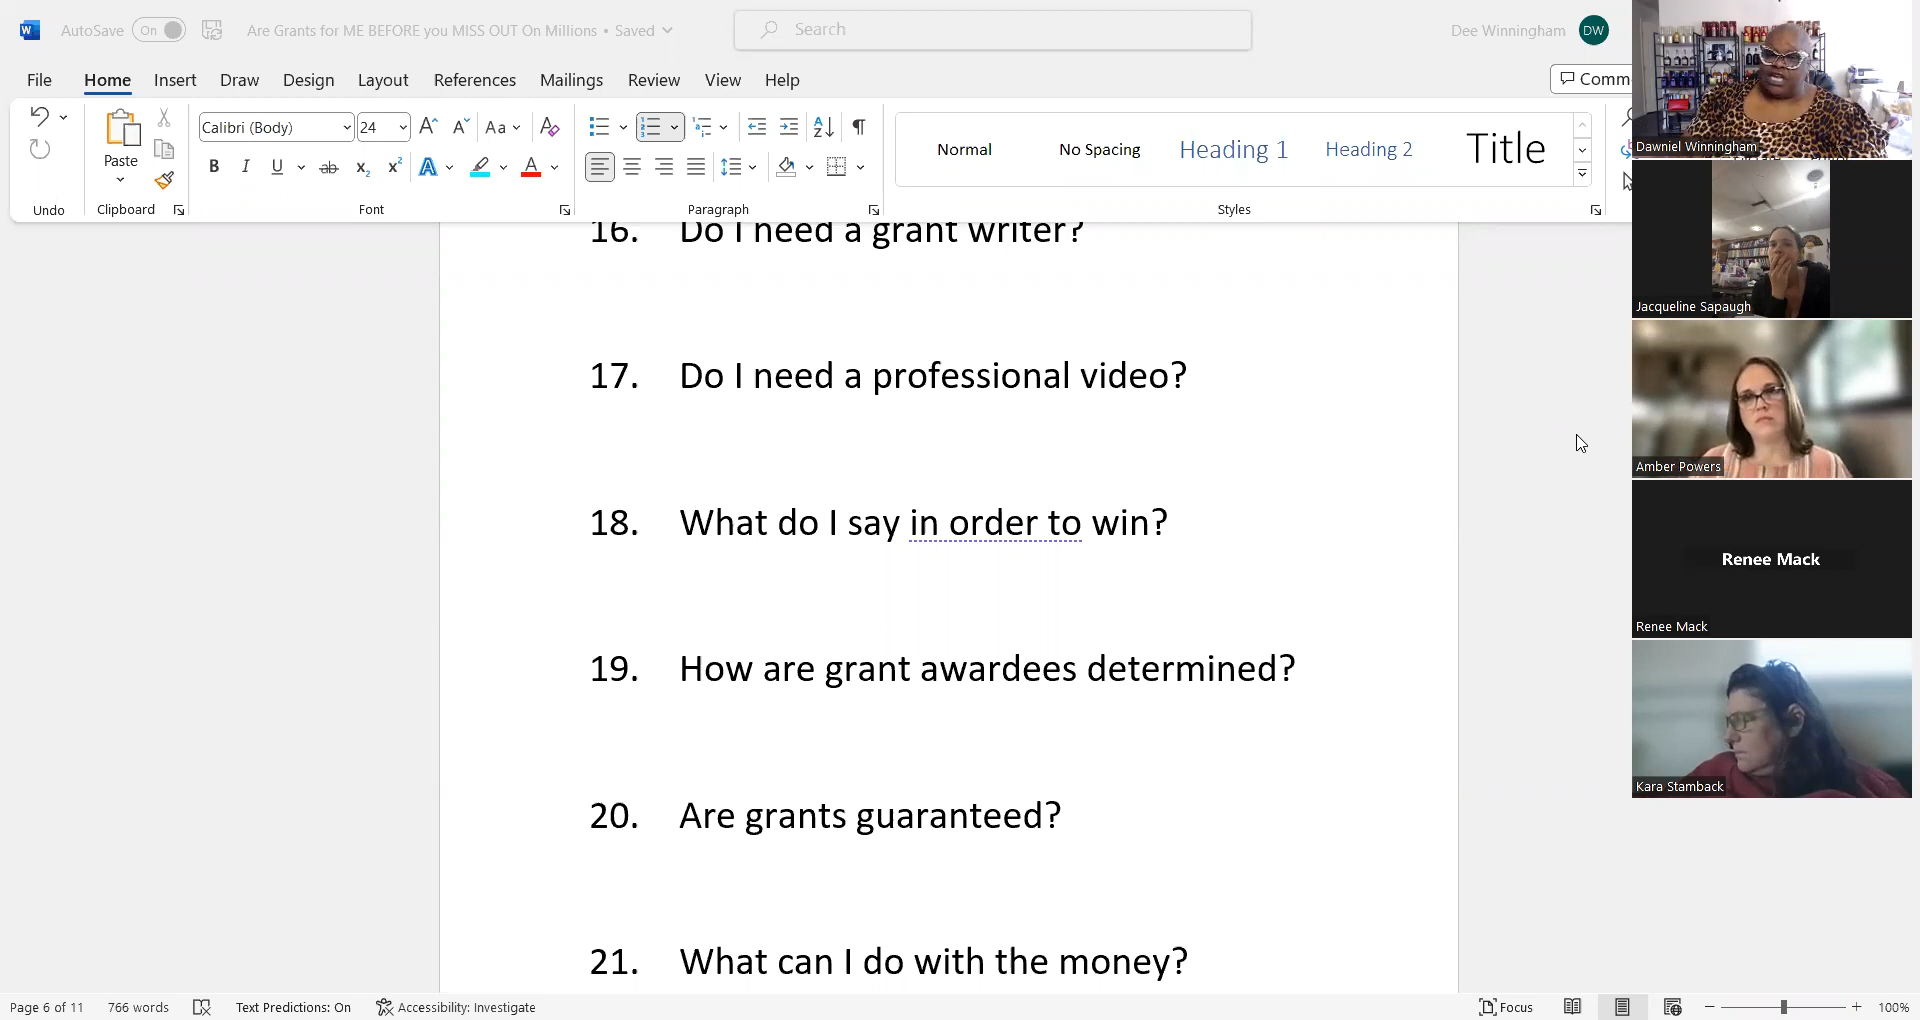 AutoSave On Are Grants for ME BEFORE you MISS OUT On Millions • Saved Search Dee Winningham DW
File Home Insert Draw Design Layout References Mailings Review View Help Comm
Calibri (Body) 24 Aa
Paste B I U ab x₂ x² A A
Normal No Spacing Heading 1 Heading 2 Title
Undo Clipboard Font Paragraph Styles
16. Do I need a grant writer?
17. Do I need a professional video?
18. What do I say in order to win?
19. How are grant awardees determined?
20. Are grants guaranteed?
21. What can I do with the money?
Dawniel Winningham
Jacqueline Sapaugh
Amber Powers
Renee Mack
Renee Mack
Kara Stamback
Page 6 of 11 766 words Text Predictions: On Accessibility: Investigate Focus 100%